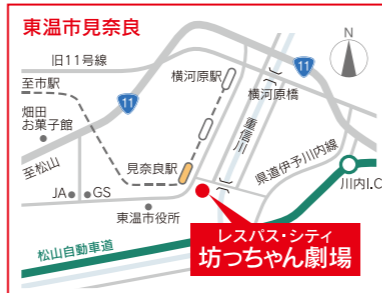 東温市見奈良
旧11号線
至市駅
横河原駅
N
11
横河原橋
11
畑田
お菓子館
重信川
至松山
見奈良駅
県道伊予川内線
川内I.C
JA
GS
東温市役所
レスパス・シティ
坊っちゃん劇場
松山自動車道